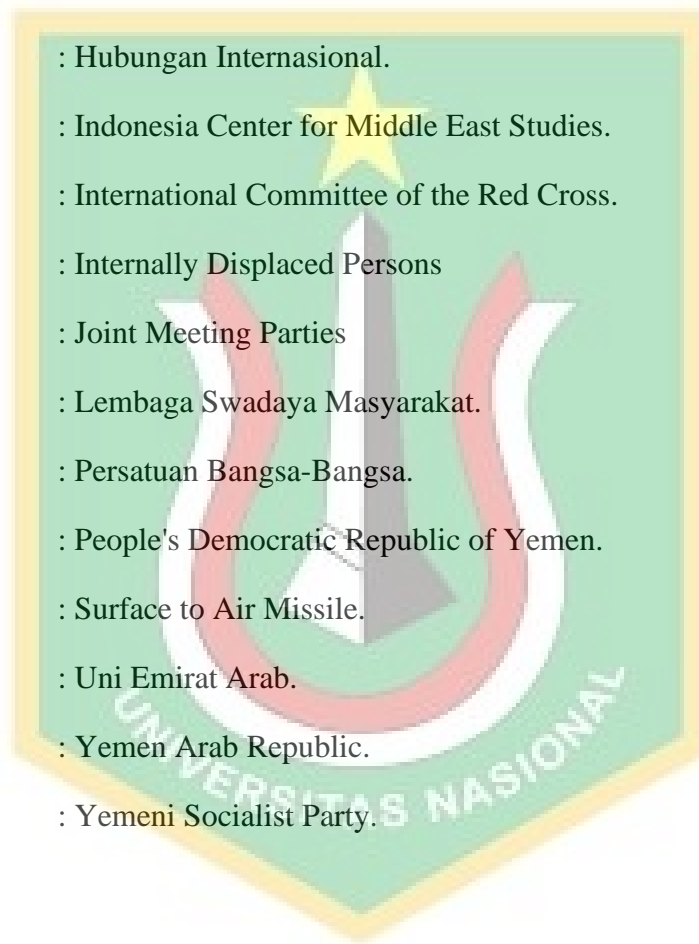 : Hubungan Internasional.
: Indonesia Center for Middle East Studies.
: International Committee of the Red Cross.
: Internally Displaced Persons
: Joint Meeting Parties
: Lembaga Swadaya Masyarakat.
: Persatuan Bangsa-Bangsa.
: People's Democratic Republic of Yemen.
: Surface to Air Missile.
: Uni Emirat Arab.
: Yemen Arab Republic.
: Yemeni Socialist Party.
UNIVERSITAS NASIONAL